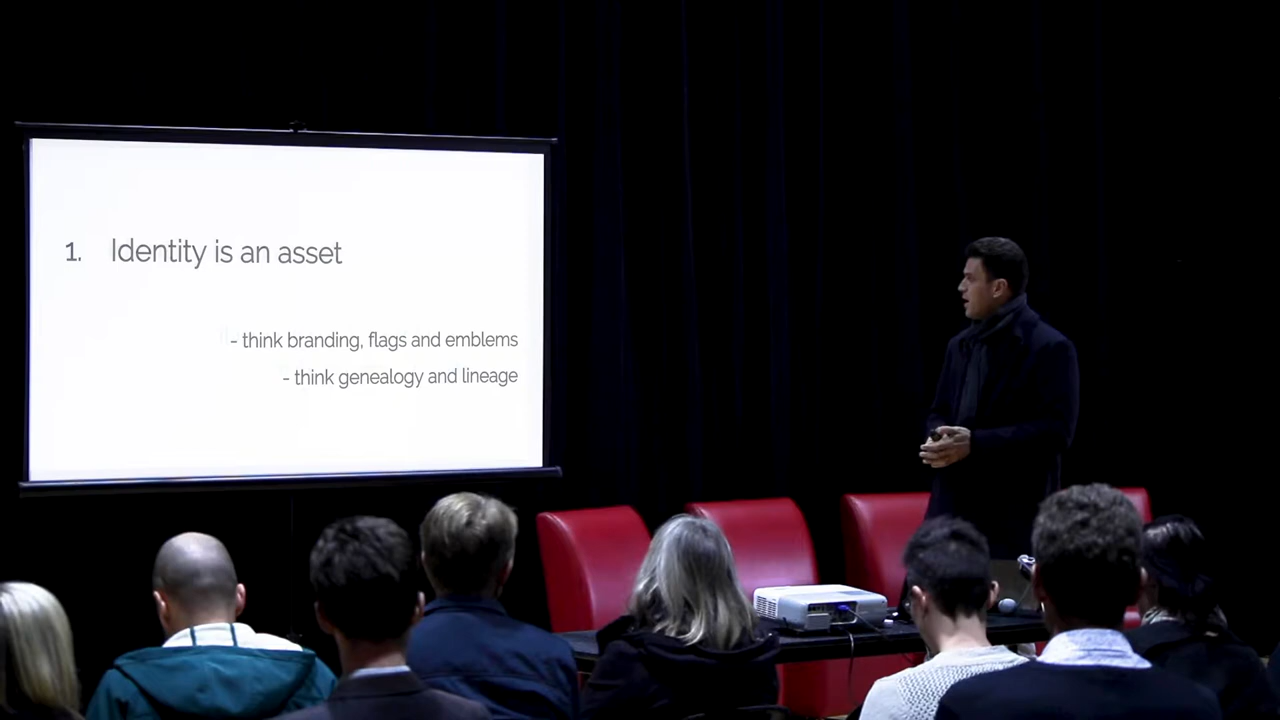 1. Identity is an asset
- think branding, flags and emblems
- think genealogy and lineage